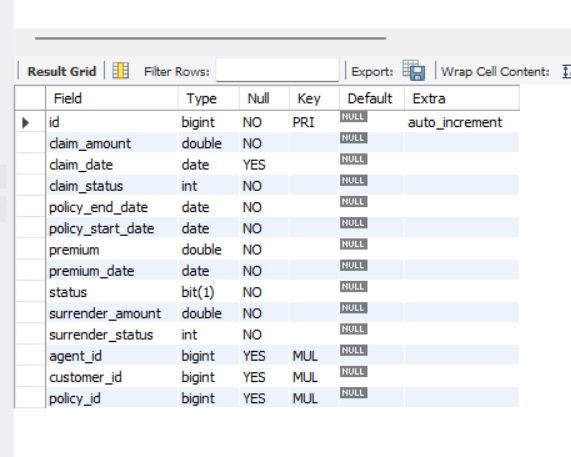 Result Grid Filter Rows: Export: Wrap Cell Content:
Field Type Null Key Default Extra
id bigint NO PRI NULL auto_increment
claim_amount double NO NULL
claim_date date YES NULL
claim_status int NO NULL
policy_end_date date NO NULL
policy_start_date date NO NULL
premium double NO NULL
premium_date date NO NULL
status bit(1) NO NULL
surrender_amount double NO NULL
surrender_status int NO NULL
agent_id bigint YES MUL NULL
customer_id bigint YES MUL NULL
policy_id bigint YES MUL NULL